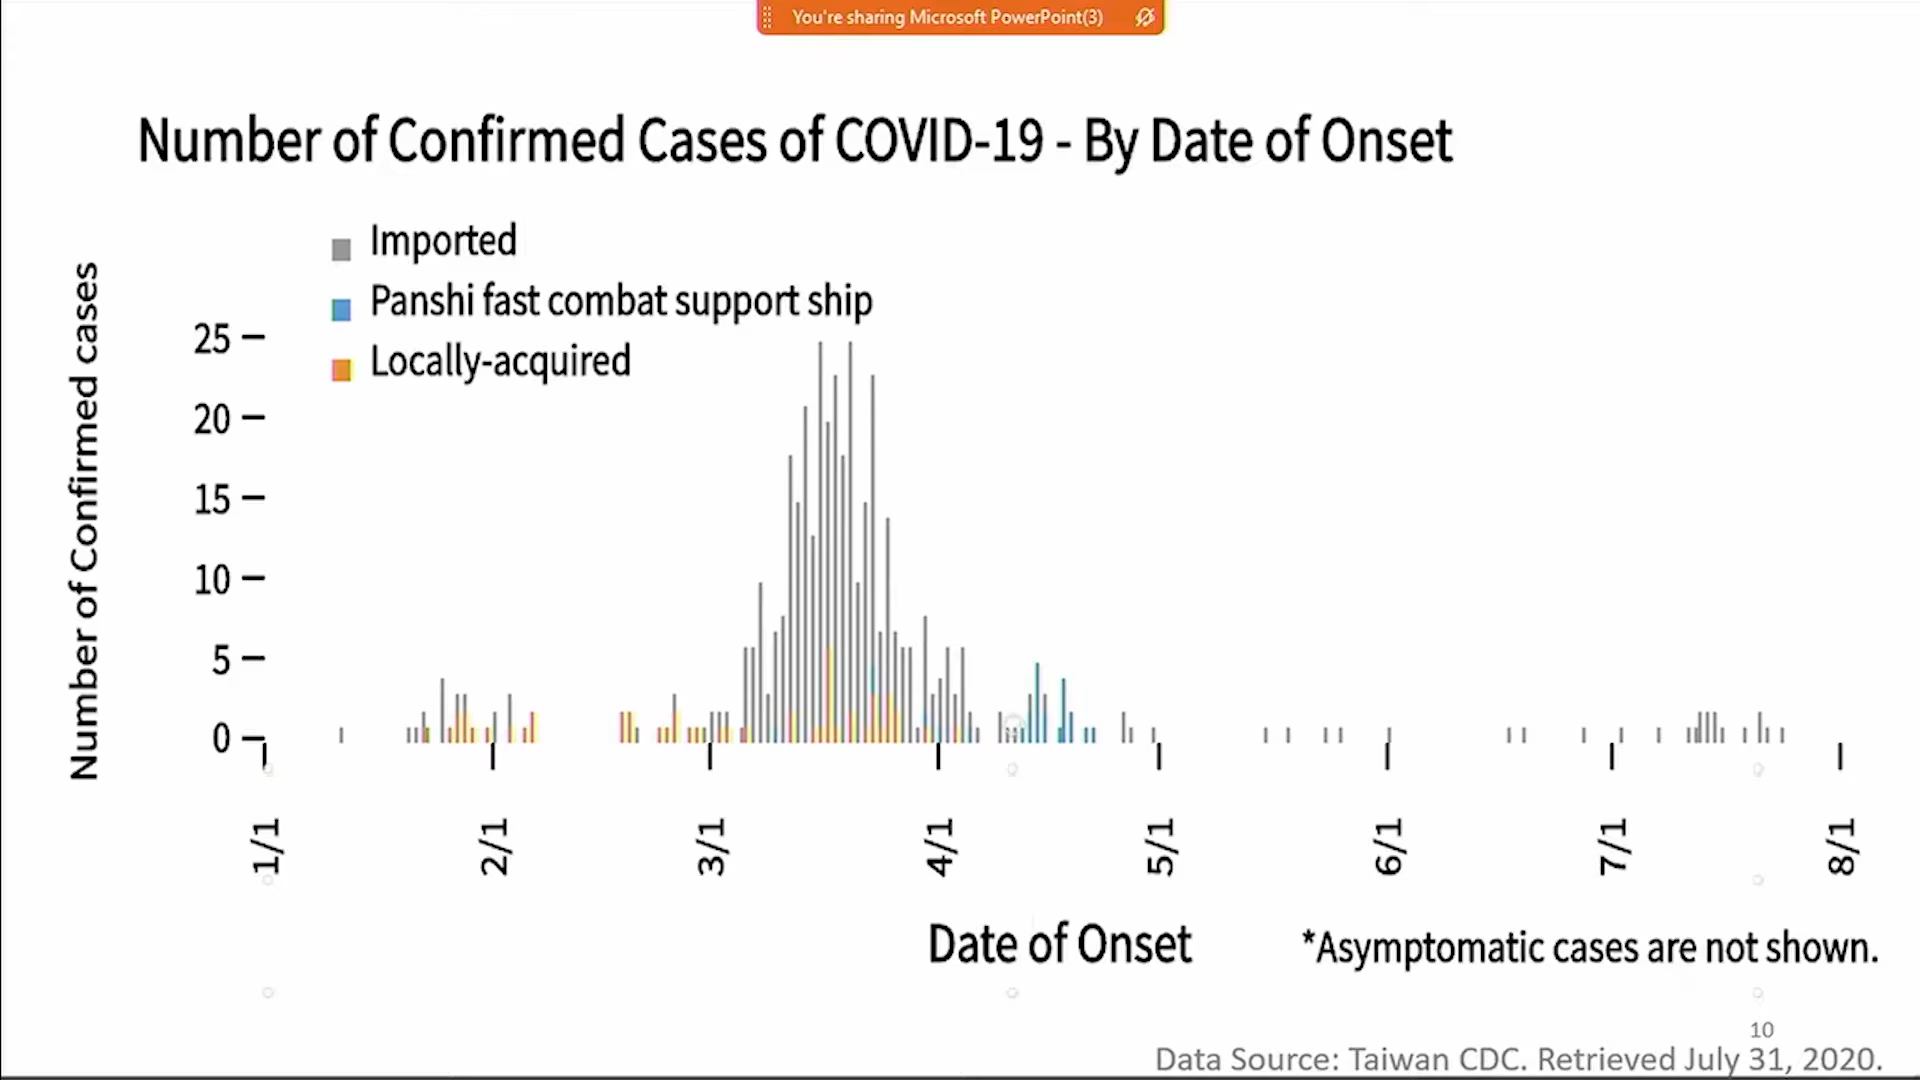 You're sharing Microsoft PowerPoint(3)
Number of Confirmed Cases of COVID-19 - By Date of Onset
Imported
Panshi fast combat support ship
Locally-acquired
Number of Confirmed cases
25
20
15
10
5
0
1/1
2/1
3/1
4/1
5/1
6/1
7/1
8/1
Date of Onset
*Asymptomatic cases are not shown.
10
Data Source: Taiwan CDC. Retrieved July 31, 2020.